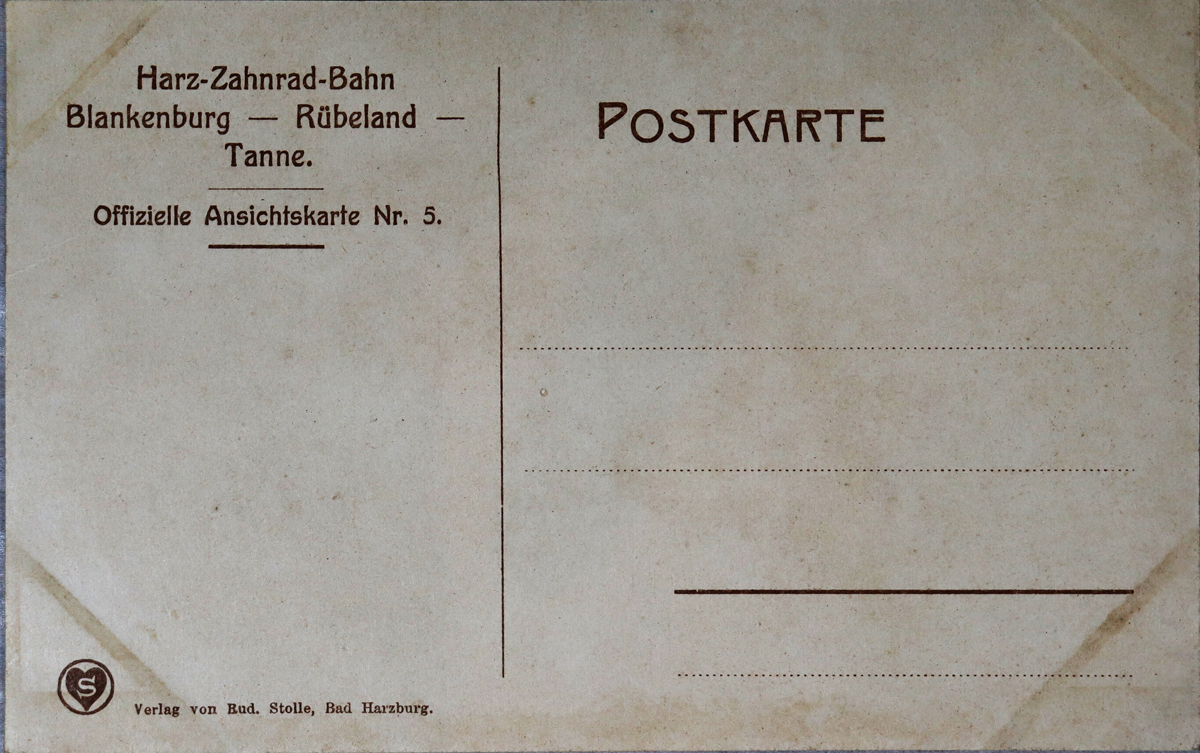 Harz-Zahnrad-Bahn
Blankenburg — Rübeland —
Tanne.
Offizielle Ansichtskarte Nr. 5.
POSTKARTE
S
Verlag von Rud. Stolle, Bad Harzburg.